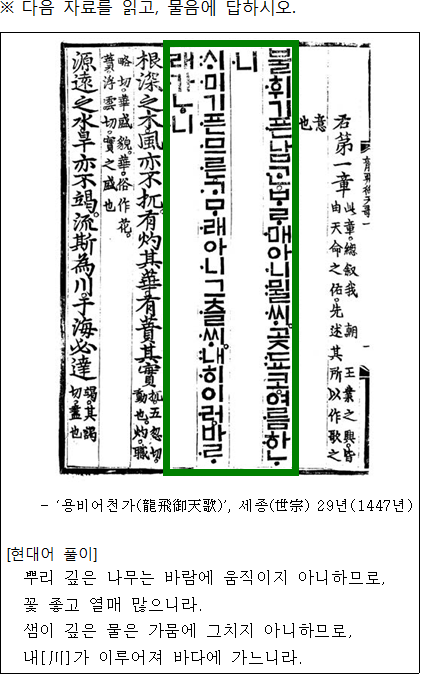 ※ 다음 자료를 읽고, 물음에 답하시오.
右第一章 此章緫叙我 朝 王業之興皆
由天命之佑。先述其所以作歌之
意也
불휘기픈남ᄀᆞᆫ。ᄇᆞᄅᆞ매아니뮐ᄊᆡ。곶됴코。여름하ᄂᆞ
니
ᄉᆡ미기픈므른。ᄀᆞᄆᆞ래아니그츨ᄊᆡ。내히이러。바ᄅᆞ
래가ᄂᆞ니
根深之木。風亦不扤。有灼其華。有蕡其實 扤五忽切。
動也。灼。職
略切。華盛貌。華。俗作花。
蕡。浮雲切。實之盛也
源遠之水。旱亦不竭。流斯為川。于海必達 竭。其謁
切。盡也
- ‘용비어천가(龍飛御天歌)’, 세종(世宗) 29년(1447년)
[현대어 풀이]
뿌리 깊은 나무는 바람에 움직이지 아니하므로,
꽃 좋고 열매 많으니라.
샘이 깊은 물은 가뭄에 그치지 아니하므로,
내[川]가 이루어져 바다에 가느니라.